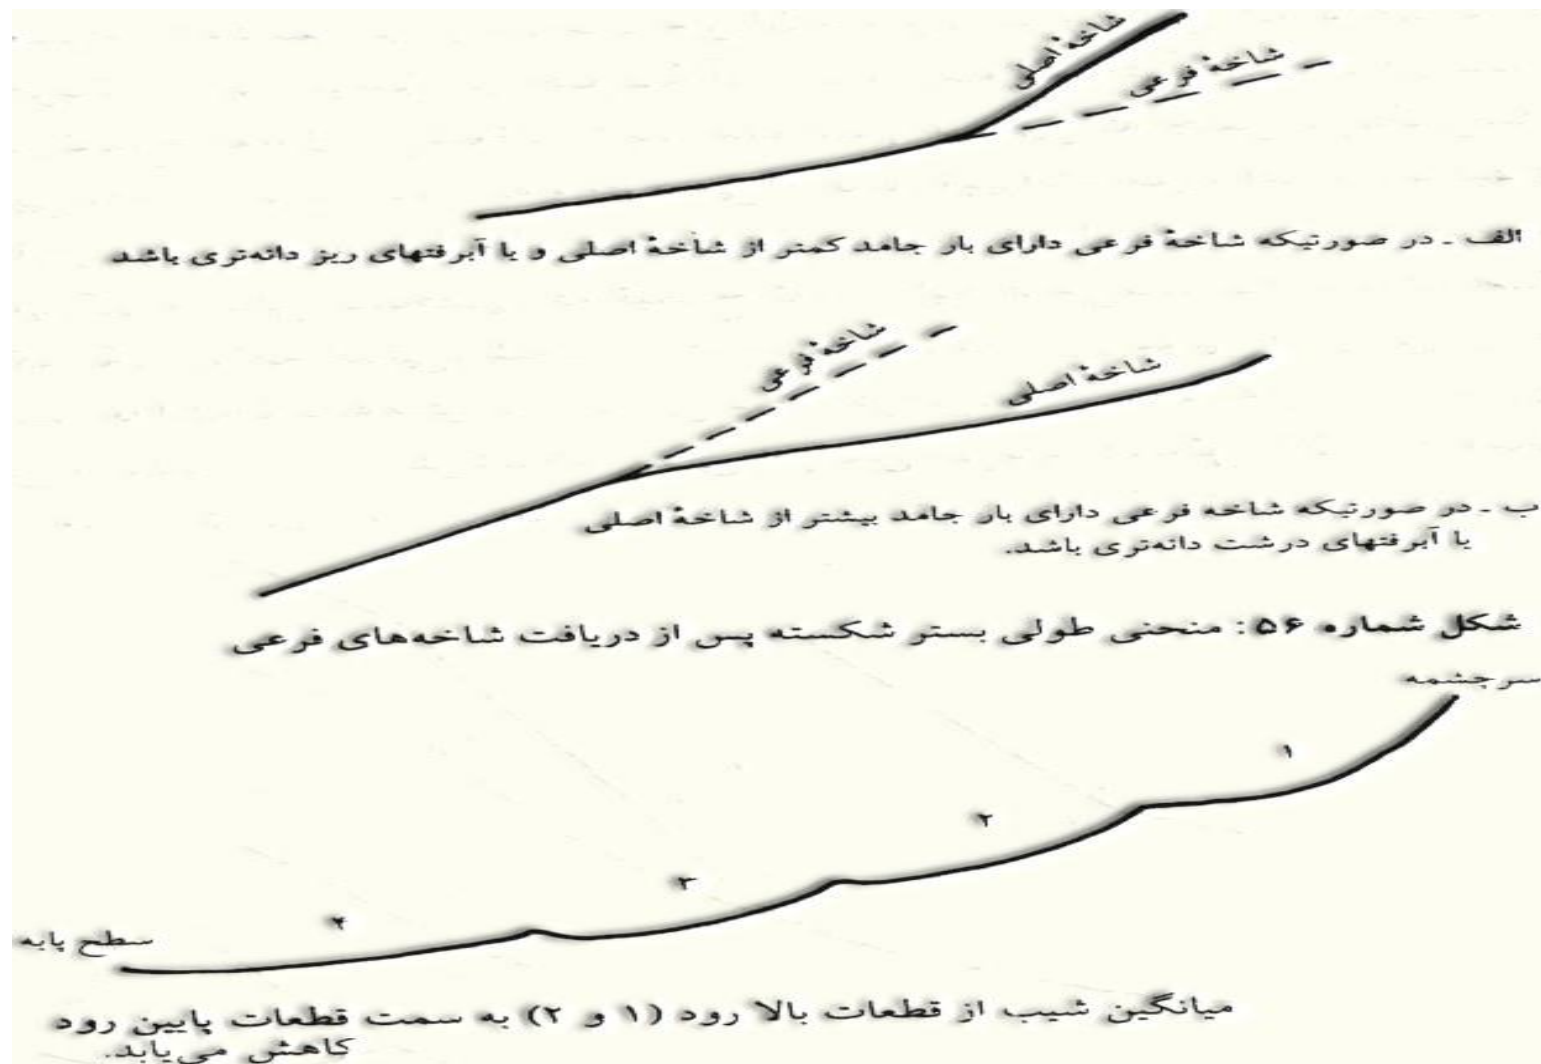 شاخهٔ اصلی
شاخهٔ فرعی
الف ـ در صورتیکه شاخهٔ فرعی دارای بار جامد کمتر از شاخهٔ اصلی و یا آبرفتهای ریز دانه‌تری باشد
شاخهٔ فرعی
شاخهٔ اصلی
ب ـ در صورتیکه شاخه فرعی دارای بار جامد بیشتر از شاخهٔ اصلی
یا آبرفتهای درشت دانه‌تری باشد.
شکل شماره ۵۶: منحنی طولی بستر شکسته پس از دریافت شاخه‌های فرعی
سرچشمه
۱
۲
۳
۴
سطح پایه
میانگین شیب از قطعات بالا رود (۱ و ۲) به سمت قطعات پایین رود
کاهش می‌یابد.